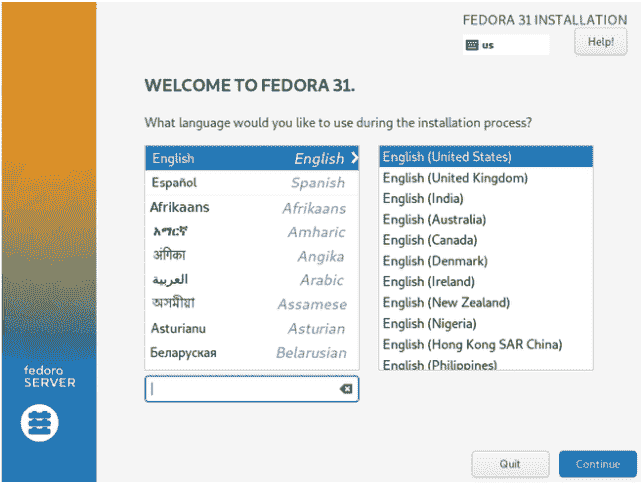 FEDORA 31 INSTALLATION
us
Help!
WELCOME TO FEDORA 31.
What language would you like to use during the installation process?
English English
Español Spanish
Afrikaans Afrikaans
አማርኛ Amharic
अंगिका Angika
العربية Arabic
অসমীয়া Assamese
Asturianu Asturian
Беларуская Belarusian
English (United States)
English (United Kingdom)
English (India)
English (Australia)
English (Canada)
English (Denmark)
English (Ireland)
English (New Zealand)
English (Nigeria)
English (Hong Kong SAR China)
English (Philippines)
fedora
SERVER
Quit
Continue